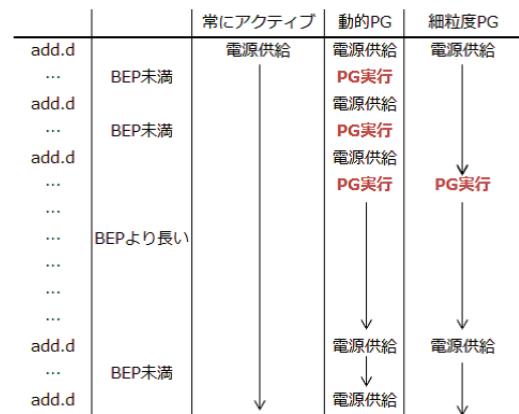 常にアクティブ 動的PG 細粒度PG
add.d 電源供給 電源供給 電源供給
… BEP未満 PG実行
add.d 電源供給
… BEP未満 PG実行
add.d 電源供給
… PG実行 PG実行
…
… BEPより長い
…
…
…
add.d 電源供給 電源供給
… BEP未満
add.d 電源供給